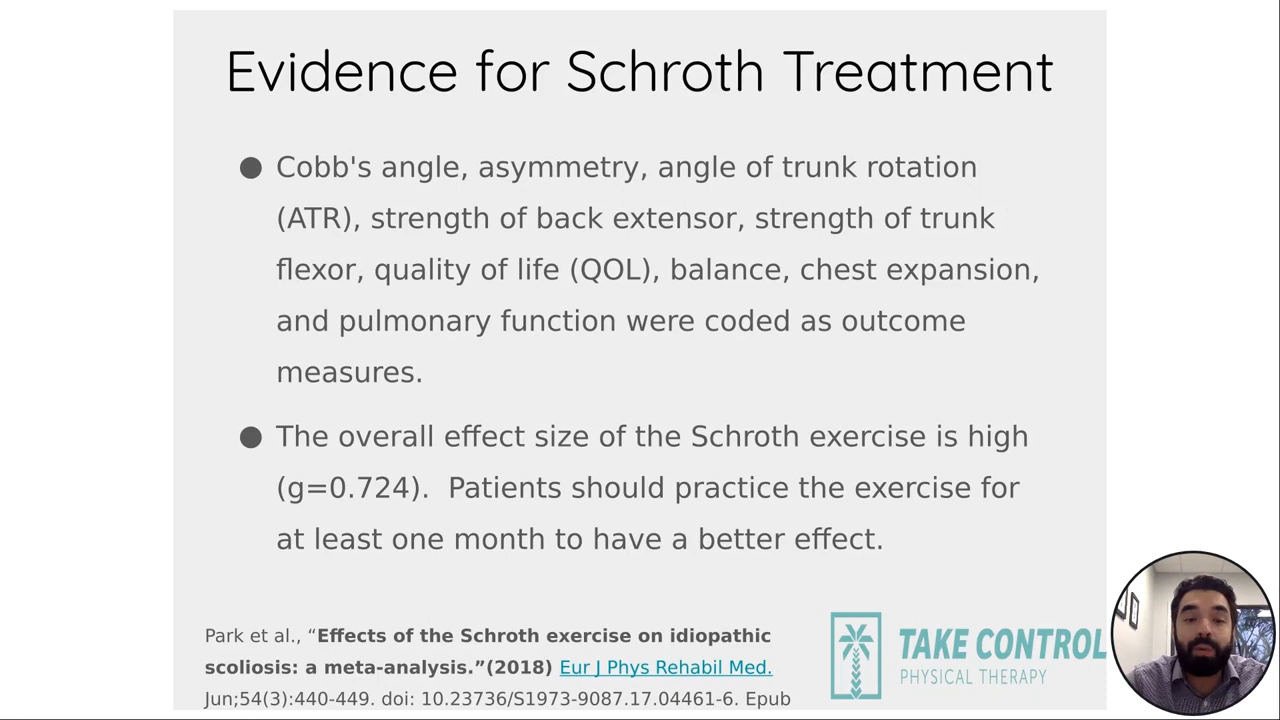 Evidence for Schroth Treatment
● Cobb's angle, asymmetry, angle of trunk rotation
(ATR), strength of back extensor, strength of trunk
flexor, quality of life (QOL), balance, chest expansion,
and pulmonary function were coded as outcome
measures.
● The overall effect size of the Schroth exercise is high
(g=0.724).  Patients should practice the exercise for
at least one month to have a better effect.
Park et al., “Effects of the Schroth exercise on idiopathic
scoliosis: a meta-analysis.”(2018) Eur J Phys Rehabil Med.
Jun;54(3):440-449. doi: 10.23736/S1973-9087.17.04461-6. Epub
TAKE CONTROL
PHYSICAL THERAPY